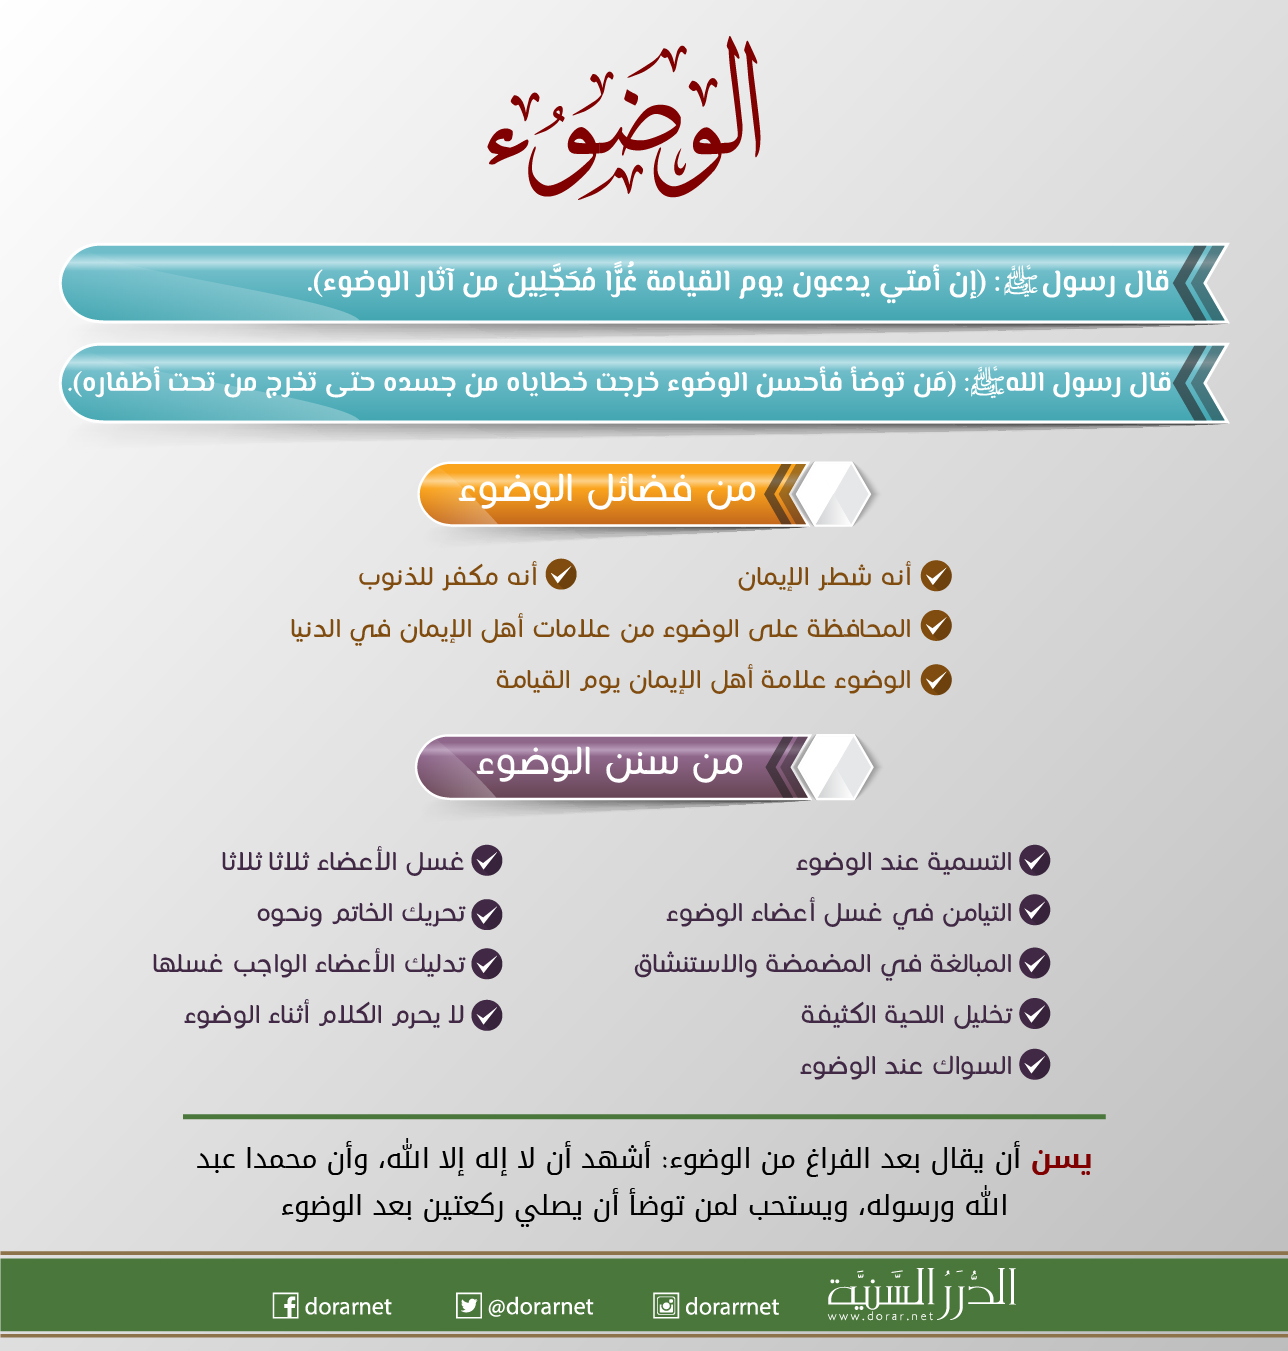 الوضوء
قال رسول ﷺ: (إن أمتي يدعون يوم القيامة غُرًّا مُحَجَّلِين من آثار الوضوء).
قال رسول الله ﷺ: (مَن توضأ فأحسن الوضوء خرجت خطاياه من جسده حتى تخرج من تحت أظفاره).
من فضائل الوضوء
أنه شطر الإيمان
أنه مكفر للذنوب
المحافظة على الوضوء من علامات أهل الإيمان في الدنيا
الوضوء علامة أهل الإيمان يوم القيامة
من سنن الوضوء
التسمية عند الوضوء
التيامن في غسل أعضاء الوضوء
المبالغة في المضمضة والاستنشاق
تخليل اللحية الكثيفة
السواك عند الوضوء
غسل الأعضاء ثلاثا ثلاثا
تحريك الخاتم ونحوه
تدليك الأعضاء الواجب غسلها
لا يحرم الكلام أثناء الوضوء
يسن أن يقال بعد الفراغ من الوضوء: أشهد أن لا إله إلا الله، وأن محمدا عبد
الله ورسوله، ويستحب لمن توضأ أن يصلي ركعتين بعد الوضوء
الدُّرَرُ السَّنِيَّة
www.dorar.net
dorarrnet
@dorarnet
dorarnet